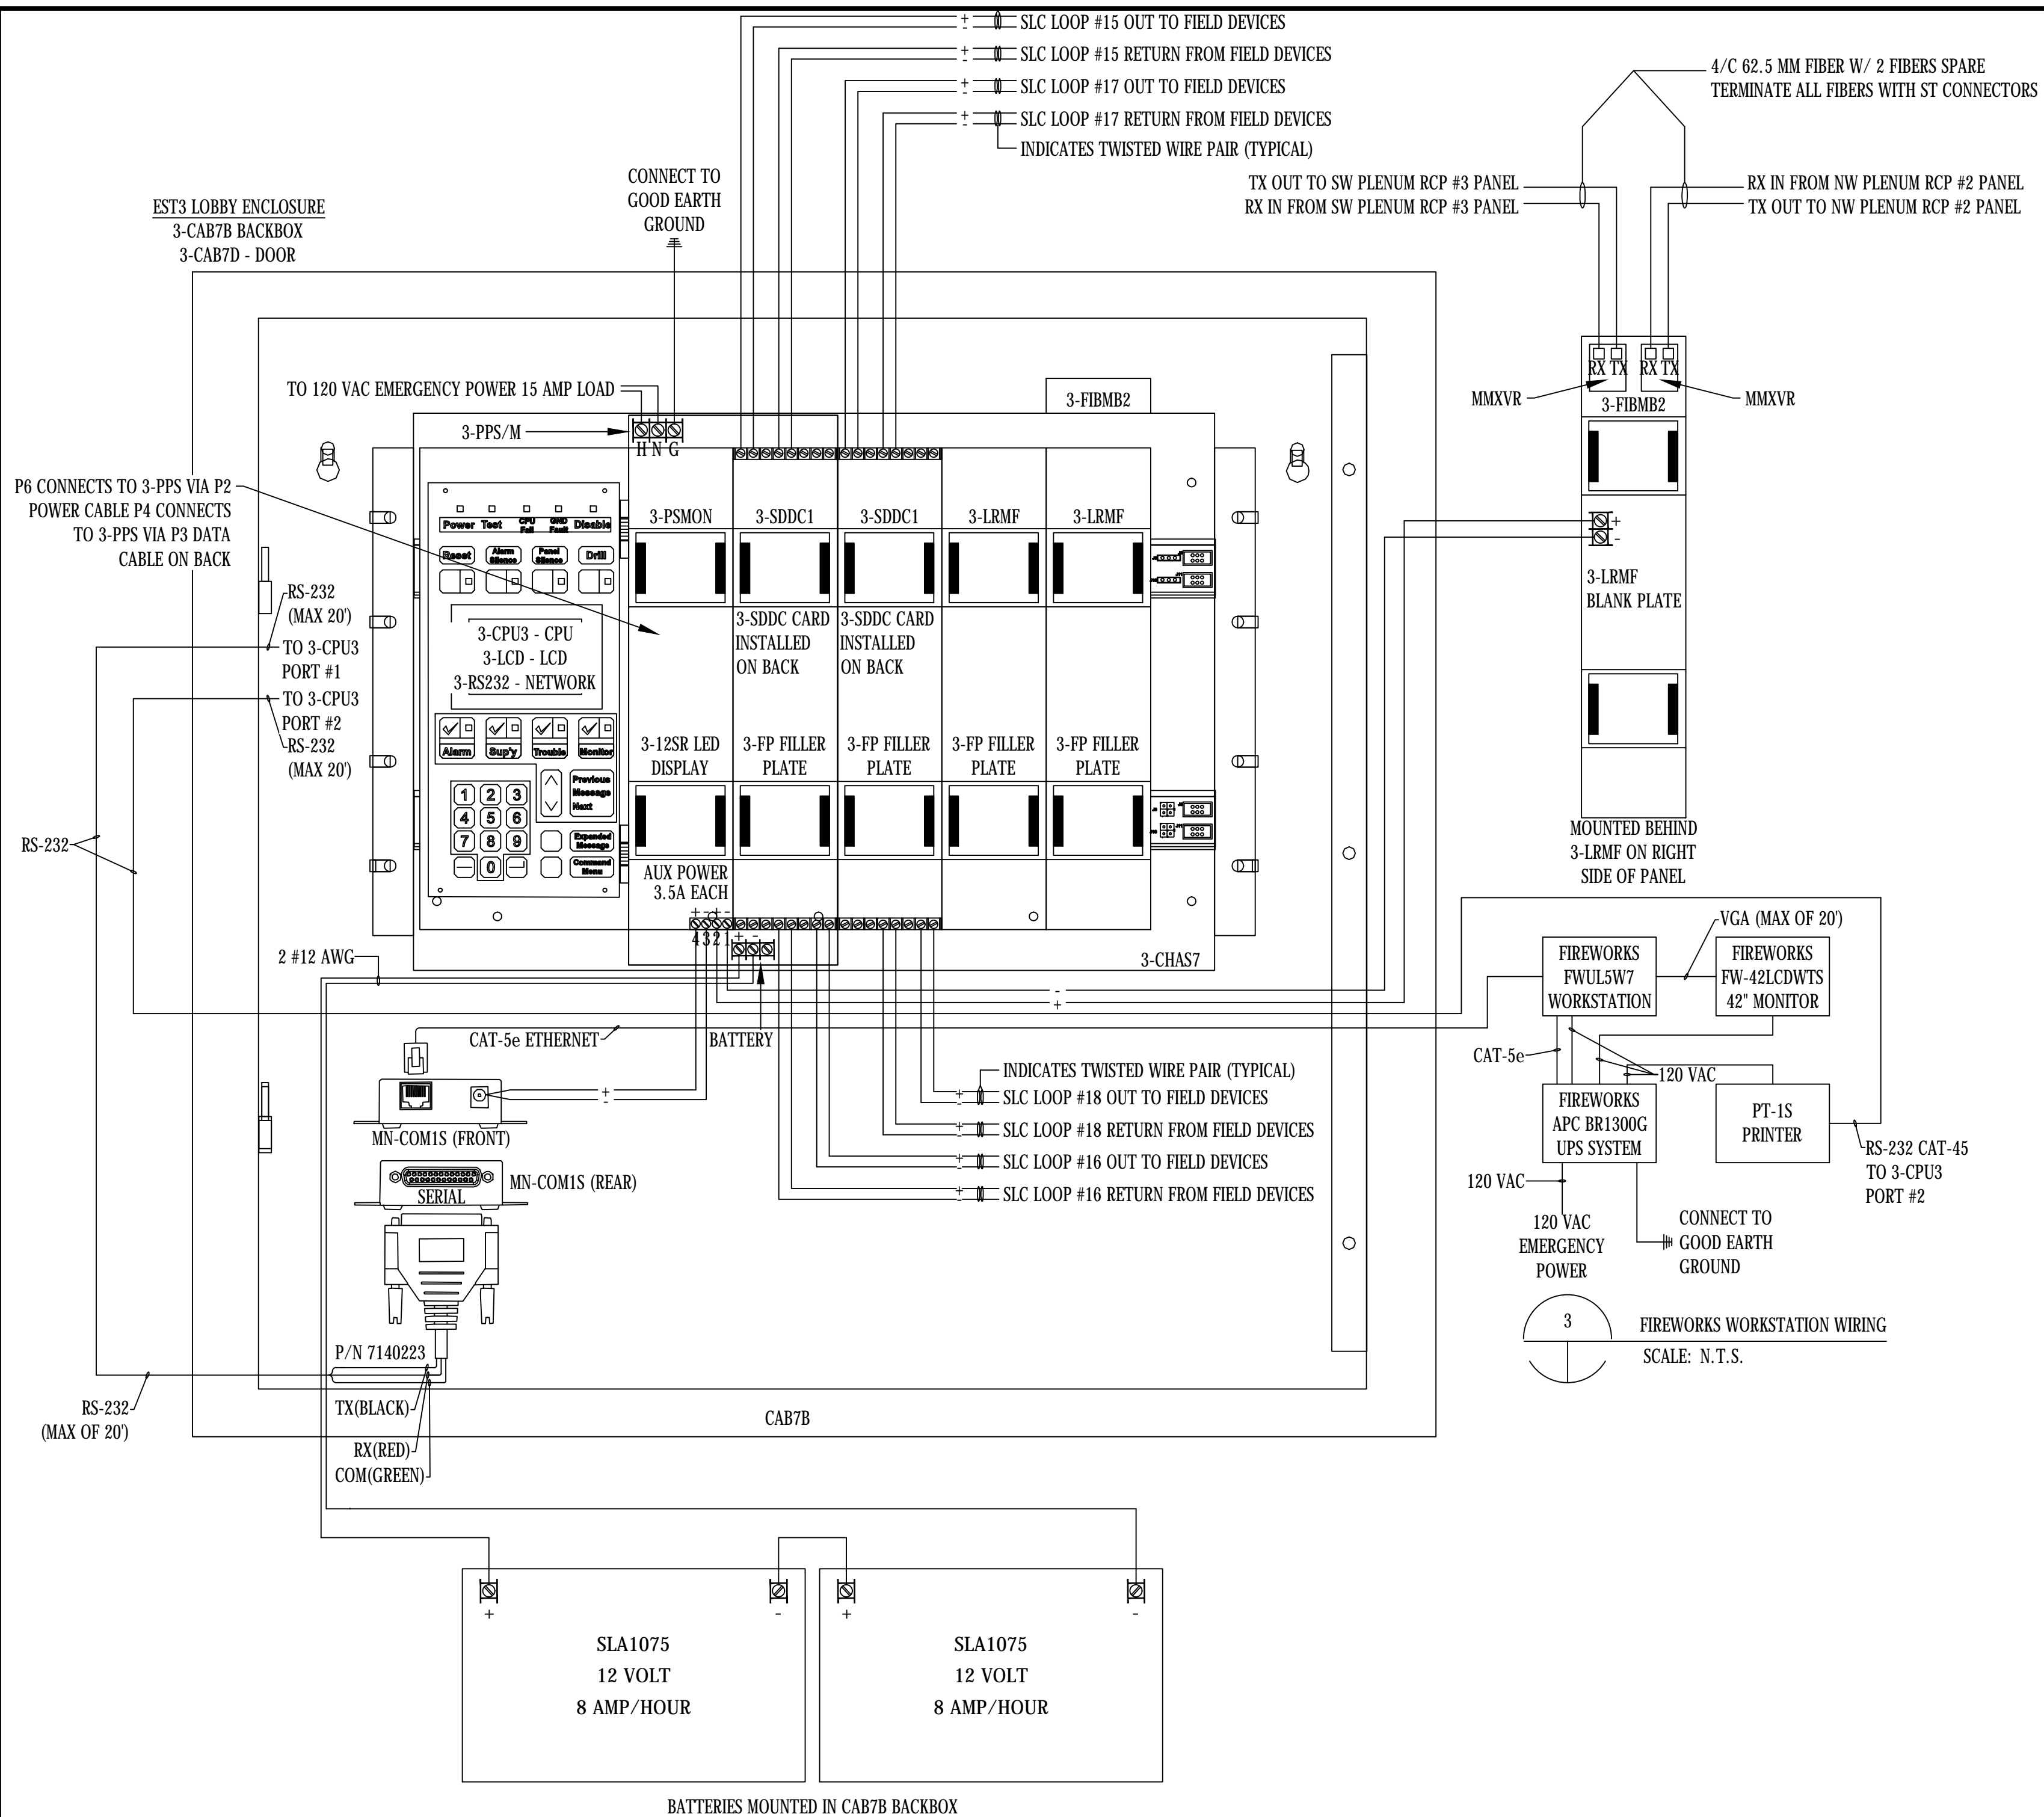 SLC LOOP #15 OUT TO FIELD DEVICES
SLC LOOP #15 RETURN FROM FIELD DEVICES
SLC LOOP #17 OUT TO FIELD DEVICES
SLC LOOP #17 RETURN FROM FIELD DEVICES
INDICATES TWISTED WIRE PAIR (TYPICAL)
+
-
+
-
+
-
+
-
4/C 62.5 MM FIBER W/ 2 FIBERS SPARE
TERMINATE ALL FIBERS WITH ST CONNECTORS
TX OUT TO SW PLENUM RCP #3 PANEL
RX IN FROM SW PLENUM RCP #3 PANEL
RX IN FROM NW PLENUM RCP #2 PANEL
TX OUT TO NW PLENUM RCP #2 PANEL
CONNECT TO
GOOD EARTH
GROUND
EST3 LOBBY ENCLOSURE
3-CAB7B BACKBOX
3-CAB7D - DOOR
TO 120 VAC EMERGENCY POWER 15 AMP LOAD
3-PPS/M
H N G
3-FIBMB2
RX TX
RX TX
MMXVR
MMXVR
3-FIBMB2
P6 CONNECTS TO 3-PPS VIA P2
POWER CABLE P4 CONNECTS
TO 3-PPS VIA P3 DATA
CABLE ON BACK
Power Test CPU Fail GND Fault Disable
Reset
Alarm Silence
Panel Silence
Drill
3-CPU3 - CPU
3-LCD - LCD
3-RS232 - NETWORK
Alarm
Sup'y
Trouble
Monitor
1 2 3
4 5 6
7 8 9
0
Previous
Message
Next
Expanded
Message
Command
Menu
3-PSMON
3-SDDC1
3-SDDC1
3-LRMF
3-LRMF
3-SDDC CARD
INSTALLED
ON BACK
3-SDDC CARD
INSTALLED
ON BACK
3-12SR LED
DISPLAY
3-FP FILLER
PLATE
3-FP FILLER
PLATE
3-FP FILLER
PLATE
3-FP FILLER
PLATE
AUX POWER
3.5A EACH
+-+-
4321
+ -
3-CHAS7
+
-
3-LRMF
BLANK PLATE
MOUNTED BEHIND
3-LRMF ON RIGHT
SIDE OF PANEL
RS-232
(MAX 20')
TO 3-CPU3
PORT #1
TO 3-CPU3
PORT #2
RS-232
(MAX 20')
RS-232
2 #12 AWG
-
+
CAT-5e ETHERNET
BATTERY
+
-
MN-COM1S (FRONT)
SERIAL
MN-COM1S (REAR)
INDICATES TWISTED WIRE PAIR (TYPICAL)
SLC LOOP #18 OUT TO FIELD DEVICES
SLC LOOP #18 RETURN FROM FIELD DEVICES
SLC LOOP #16 OUT TO FIELD DEVICES
SLC LOOP #16 RETURN FROM FIELD DEVICES
+
-
+
-
+
-
+
-
VGA (MAX OF 20')
FIREWORKS
FWUL5W7
WORKSTATION
FIREWORKS
FW-42LCDWTS
42" MONITOR
CAT-5e
120 VAC
FIREWORKS
APC BR1300G
UPS SYSTEM
PT-1S
PRINTER
RS-232 CAT-45
TO 3-CPU3
PORT #2
120 VAC
120 VAC
EMERGENCY
POWER
CONNECT TO
GOOD EARTH
GROUND
3
FIREWORKS WORKSTATION WIRING
SCALE: N.T.S.
P/N 7140223
TX(BLACK)
RX(RED)
COM(GREEN)
RS-232
(MAX OF 20')
CAB7B
+
-
+
-
SLA1075
12 VOLT
8 AMP/HOUR
SLA1075
12 VOLT
8 AMP/HOUR
BATTERIES MOUNTED IN CAB7B BACKBOX